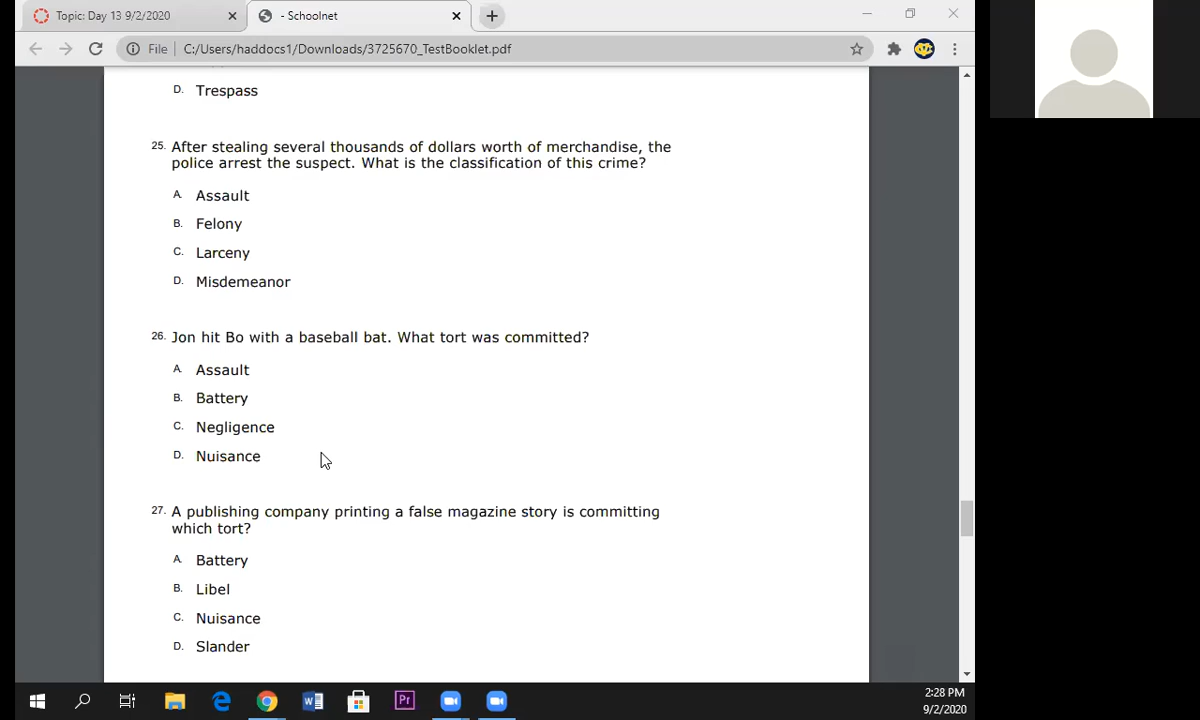 Topic: Day 13 9/2/2020
- Schoolnet
File C:/Users/haddocs1/Downloads/3725670_TestBooklet.pdf
D. Trespass
25. After stealing several thousands of dollars worth of merchandise, the
police arrest the suspect. What is the classification of this crime?
A. Assault
B. Felony
C. Larceny
D. Misdemeanor
26. Jon hit Bo with a baseball bat. What tort was committed?
A. Assault
B. Battery
C. Negligence
D. Nuisance
27. A publishing company printing a false magazine story is committing
which tort?
A. Battery
B. Libel
C. Nuisance
D. Slander
Pr
2:28 PM
9/2/2020